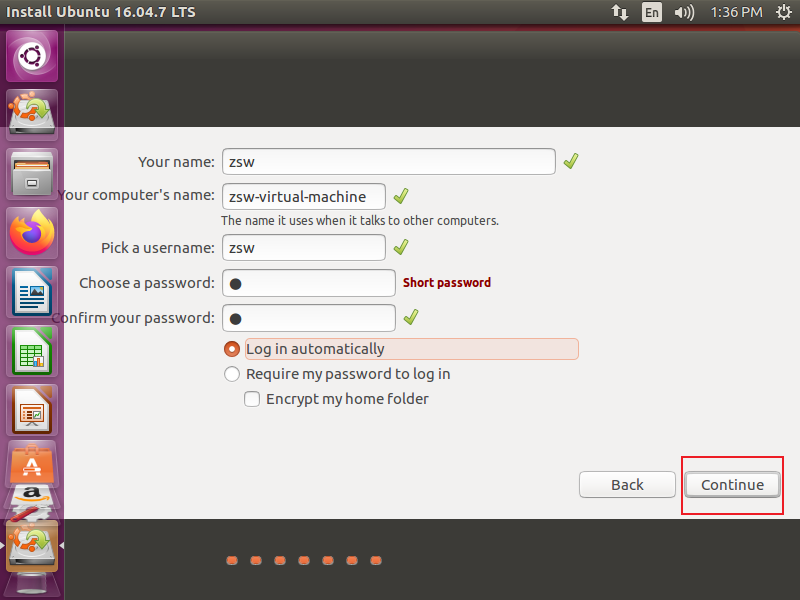 Install Ubuntu 16.04.7 LTS En 1:36 PM
Your name: zsw
Your computer's name: zsw-virtual-machine
The name it uses when it talks to other computers.
Pick a username: zsw
Choose a password: ● Short password
Confirm your password: ●
Log in automatically
Require my password to log in
Encrypt my home folder
Back Continue